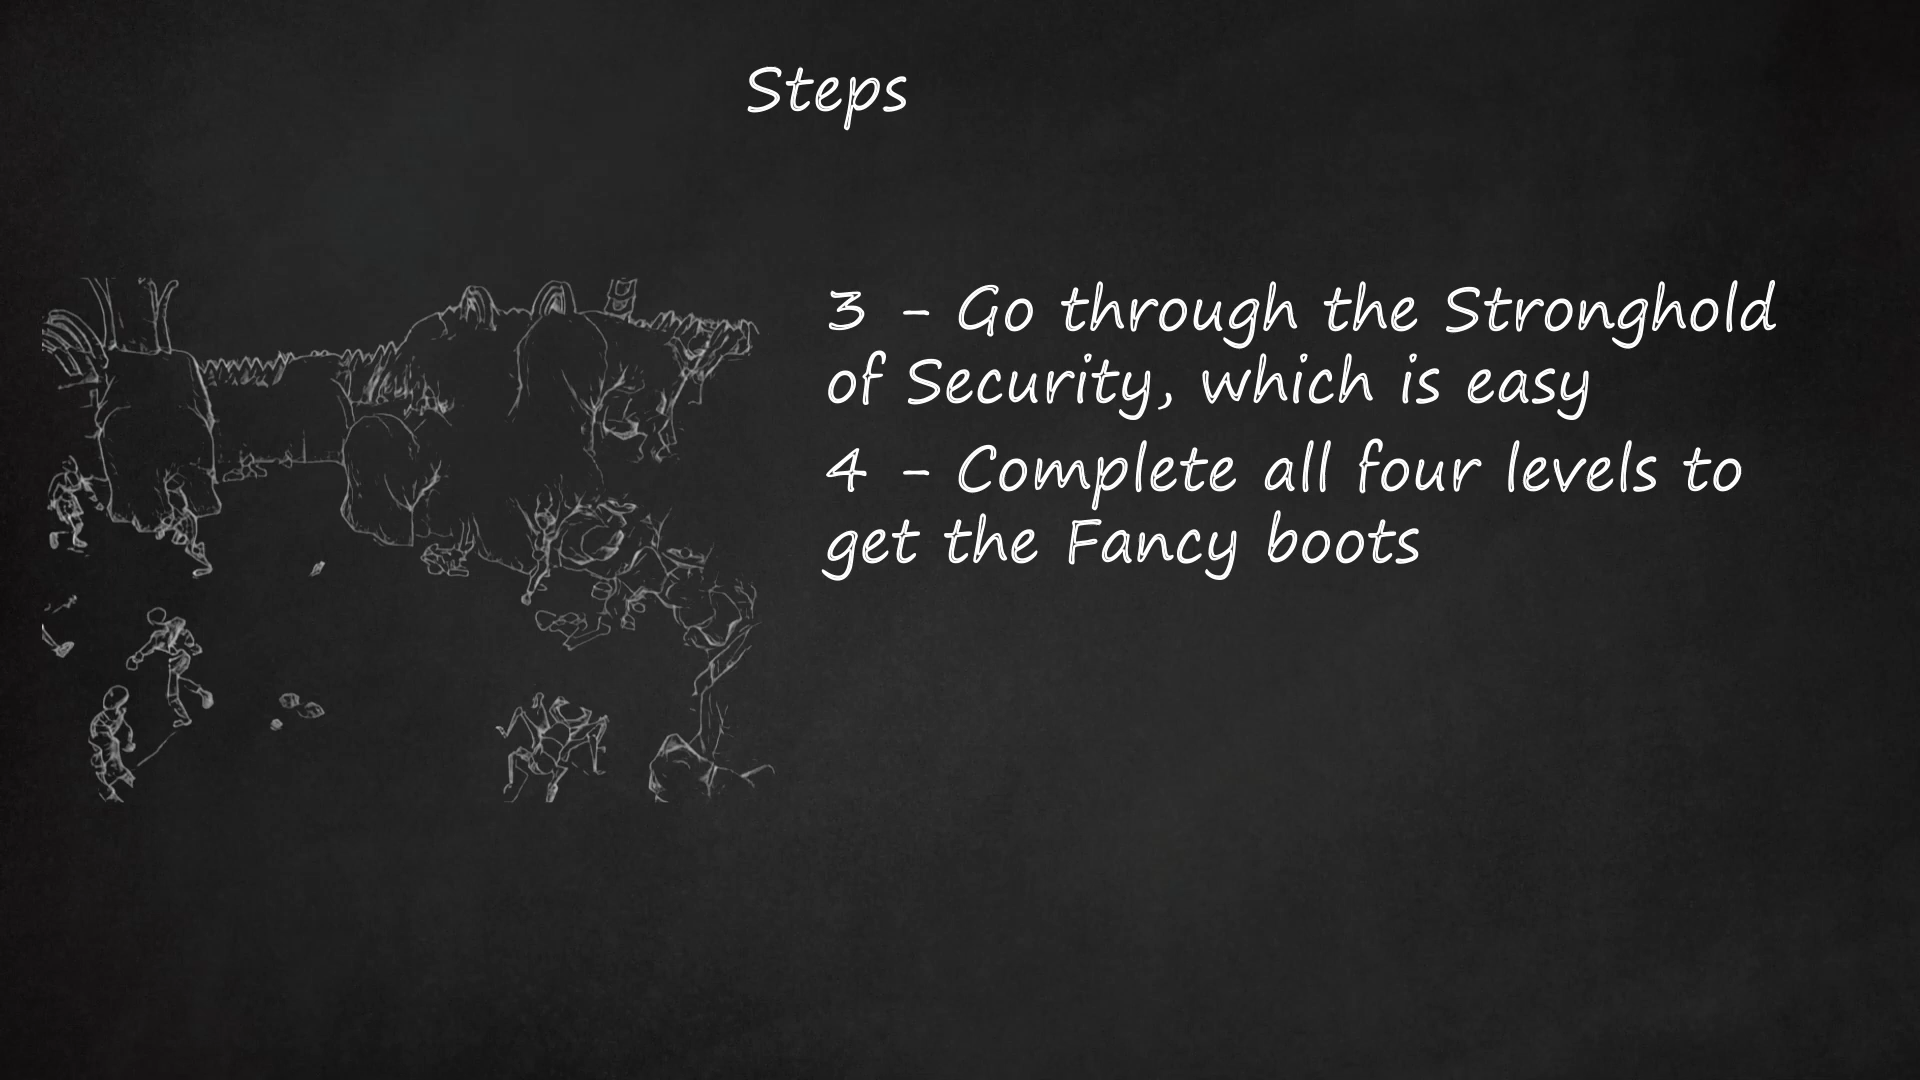 Steps
3 - Go through the Stronghold
of Security, which is easy
4 - Complete all four levels to
get the Fancy boots